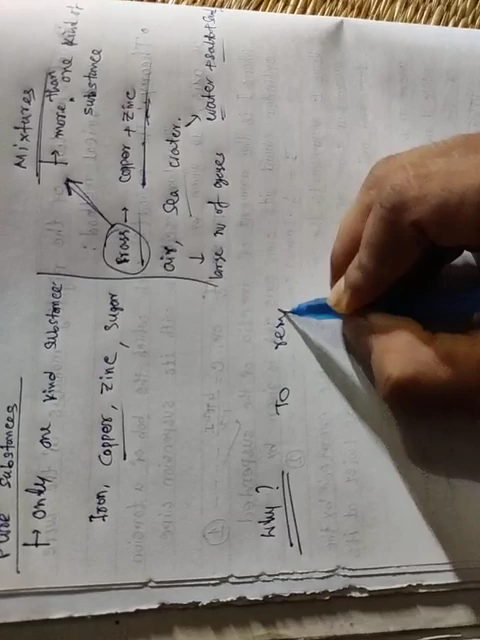 Pure Substances
↳ only one kind substance
Iron, Copper, zinc, sugar
Mixtures
↳ more than one kind of
substance
Brass → Copper + zinc
air, Sea water.
large no of gases
water + salt +
Why?
To rem